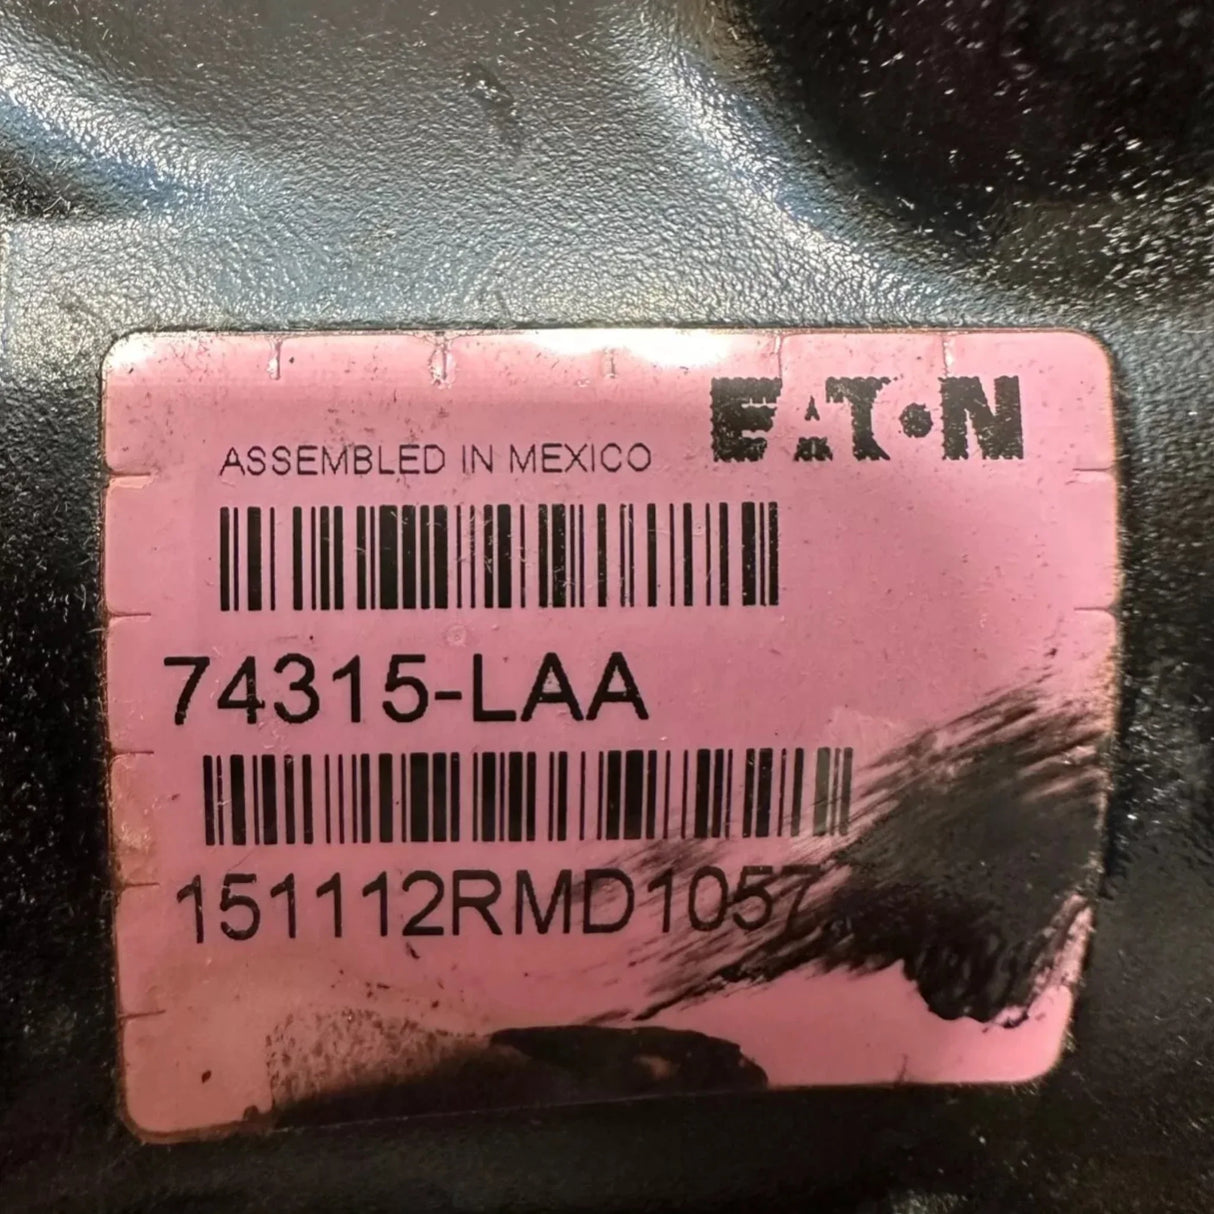 EATON
ASSEMBLED IN MEXICO
74315-LAA
151112RMD1057